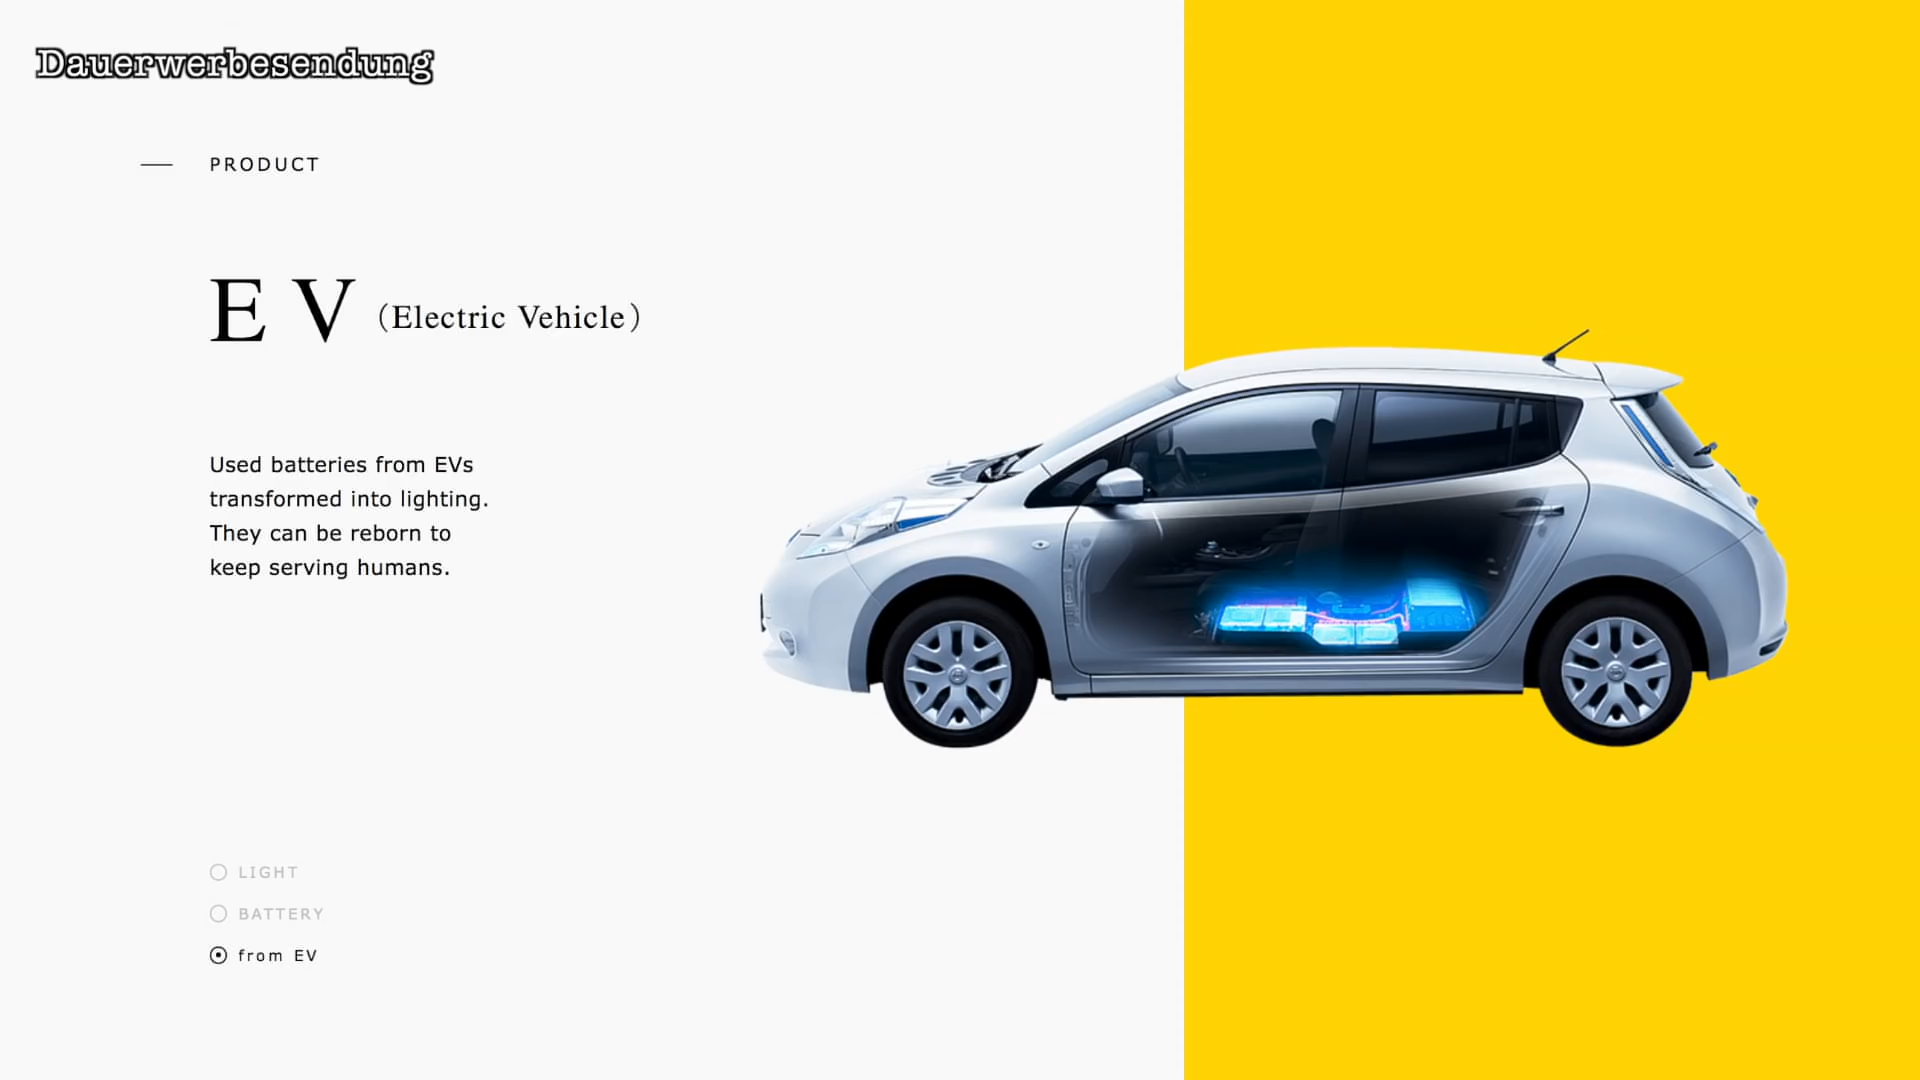 Dauerwerbesendung
PRODUCT
EV (Electric Vehicle)
Used batteries from EVs
transformed into lighting.
They can be reborn to
keep serving humans.
LIGHT
BATTERY
from EV